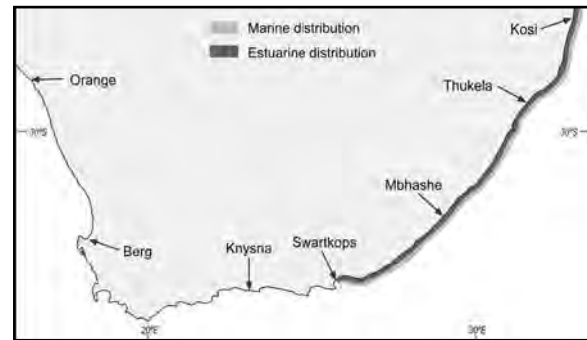 Marine distribution
Estuarine distribution
Kosi
Orange
Thukela
30°S
30°S
Mbhashe
Berg
Knysna
Swartkops
20°E
30°E